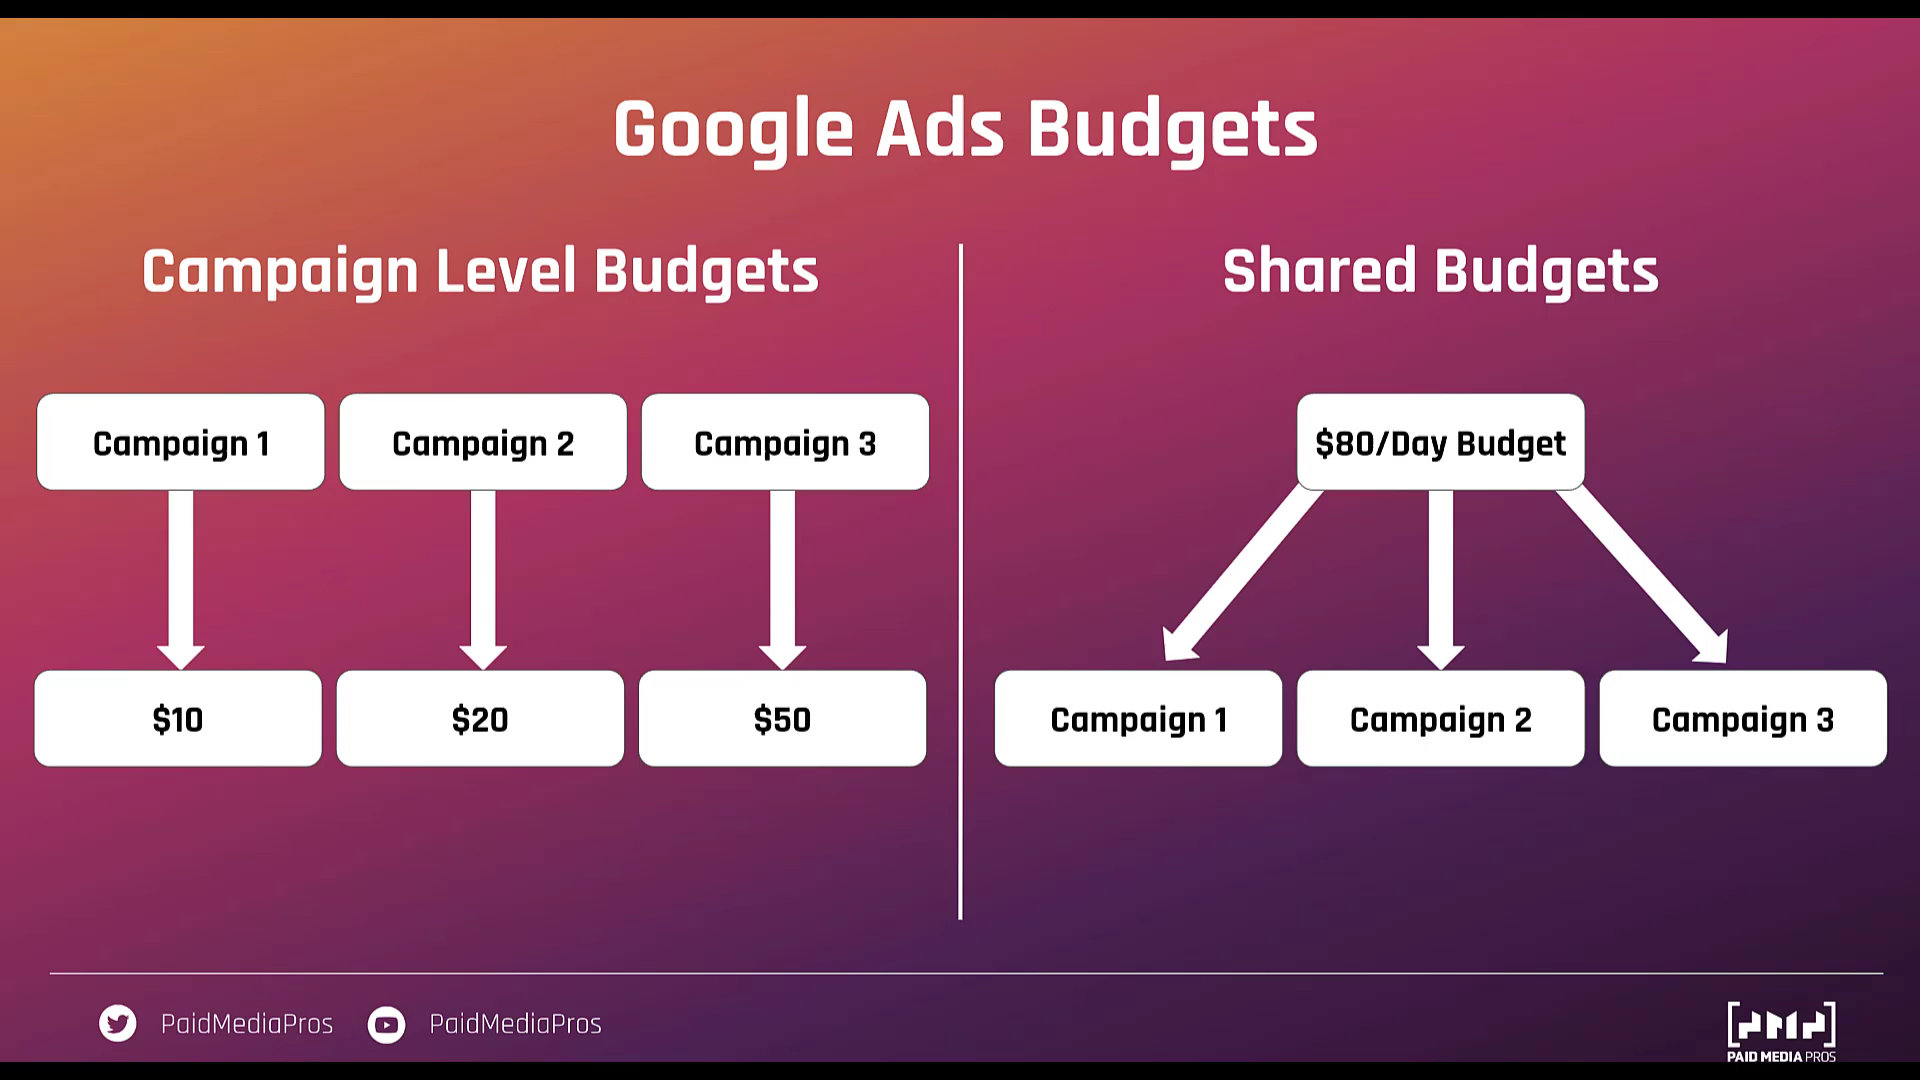 Google Ads Budgets
Campaign Level Budgets
Campaign 1
Campaign 2
Campaign 3
$10
$20
$50
Shared Budgets
$80/Day Budget
Campaign 1
Campaign 2
Campaign 3
PaidMediaPros
PaidMediaPros
PMP
PAID MEDIA PROS